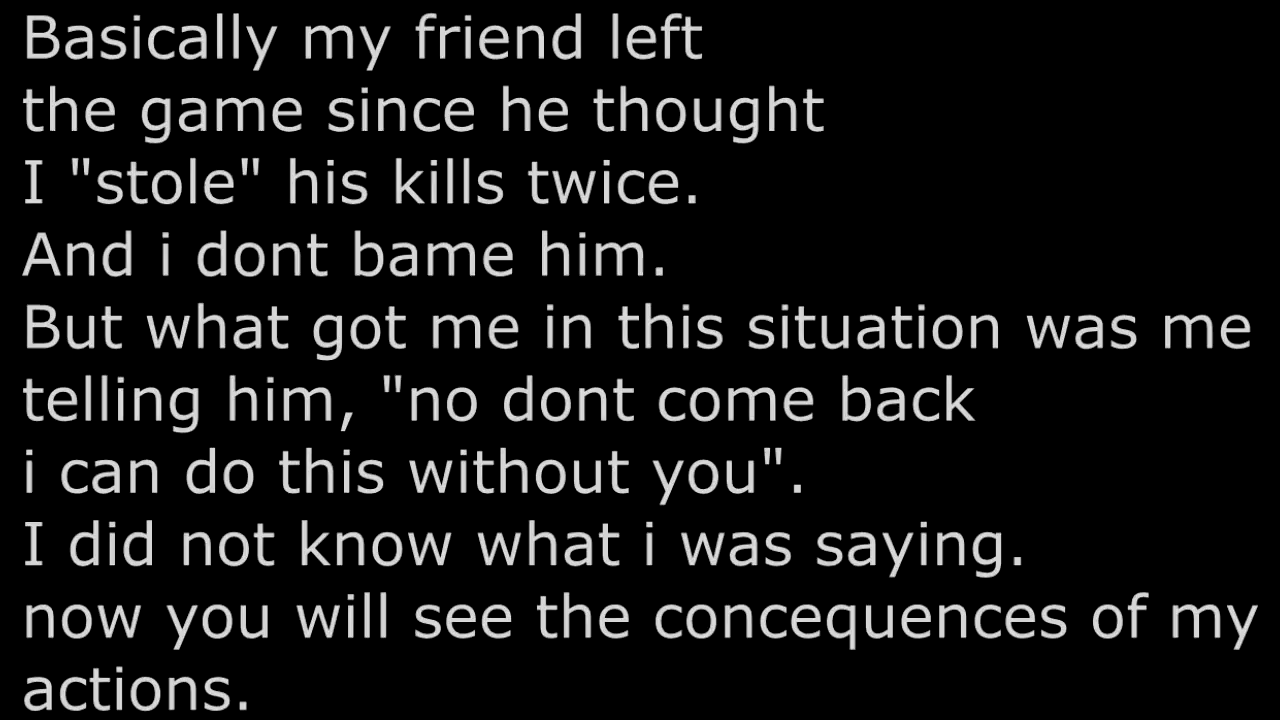 Basically my friend left
the game since he thought
I "stole" his kills twice.
And i dont bame him.
But what got me in this situation was me
telling him, "no dont come back
i can do this without you".
I did not know what i was saying.
now you will see the concequences of my
actions.